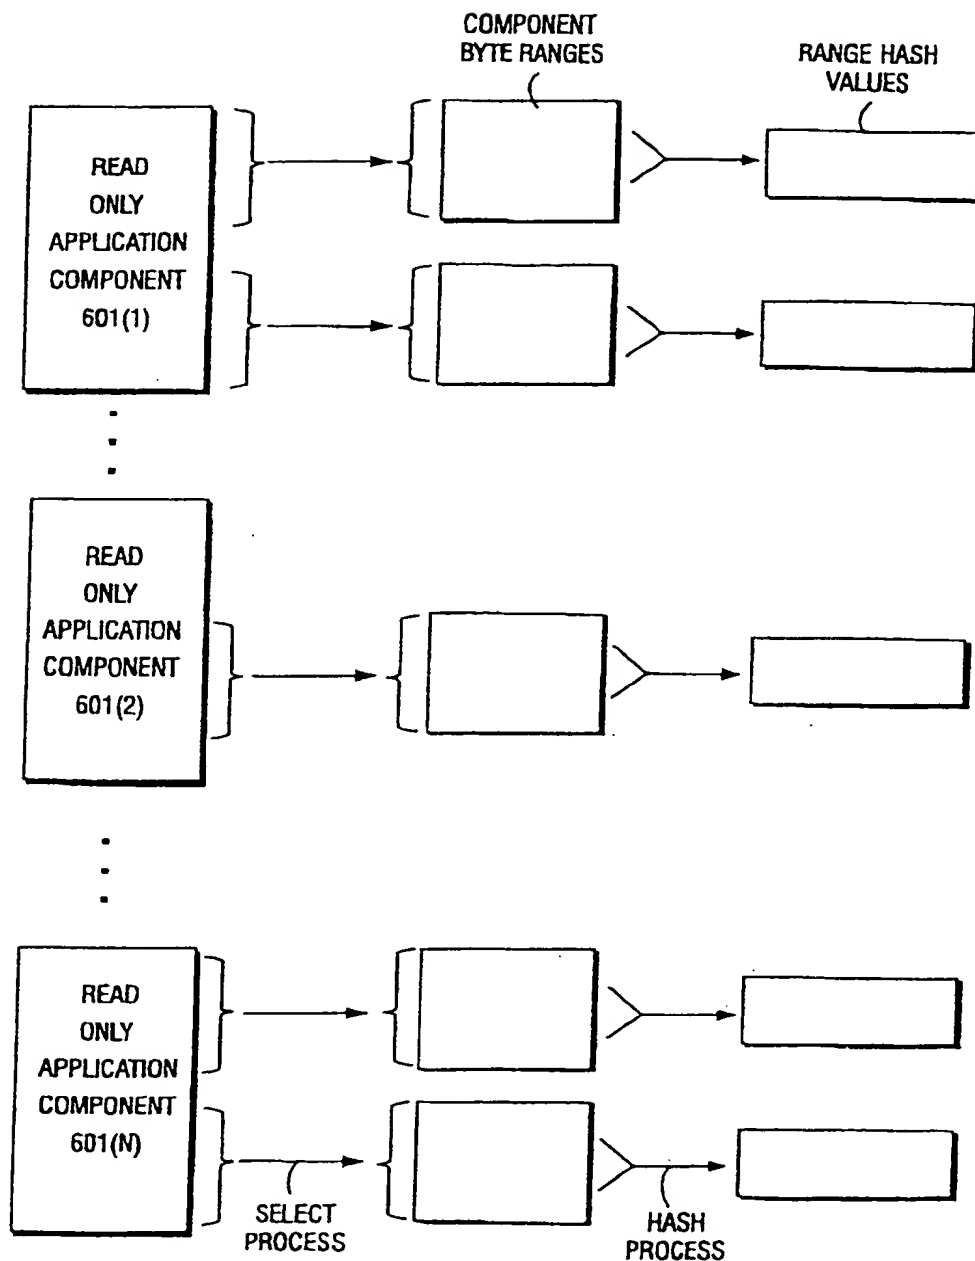 COMPONENT
BYTE RANGES
RANGE HASH
VALUES
READ
ONLY
APPLICATION
COMPONENT
601(1)
READ
ONLY
APPLICATION
COMPONENT
601(2)
READ
ONLY
APPLICATION
COMPONENT
601(N)
SELECT
PROCESS
HASH
PROCESS